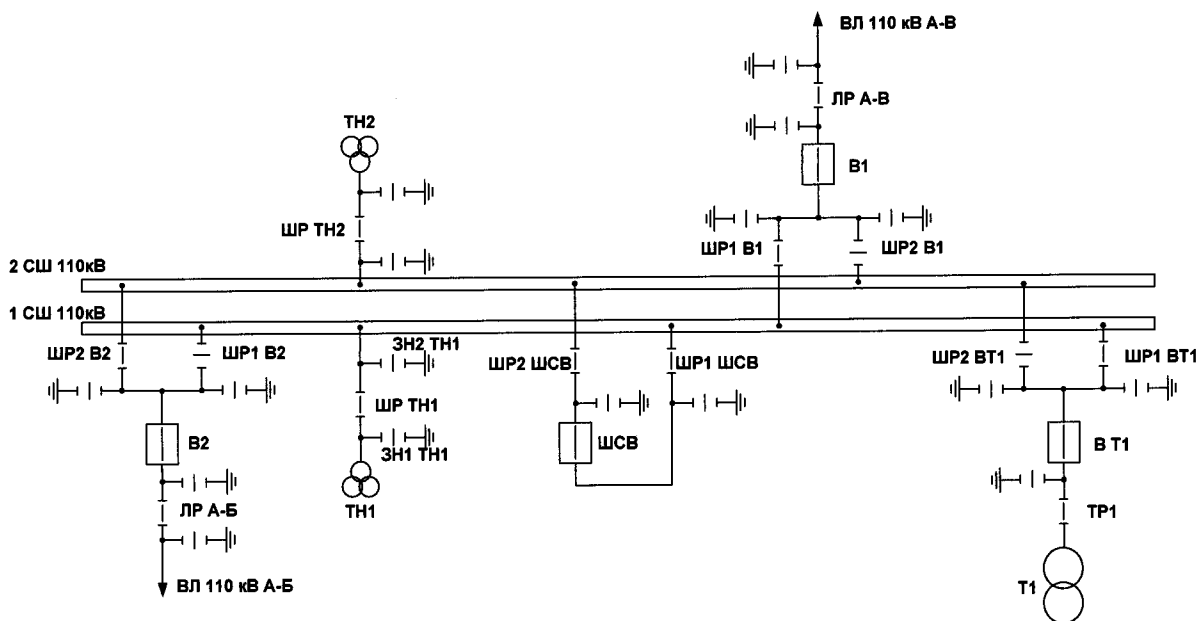 ВЛ 110 кВ А-В
ЛР А-В
ТН2
В1
ШР ТН2
ШР1 В1
ШР2 В1
2 СШ 110кВ
1 СШ 110кВ
ШР2 В2
ШР1 В2
ЗН2 ТН1
ШР2 ШСВ
ШР1 ШСВ
ШР2 ВТ1
ШР1 ВТ1
ШР ТН1
В2
ЗН1 ТН1
ШСВ
В Т1
ТН1
ЛР А-Б
ТР1
ВЛ 110 кВ А-Б
Т1